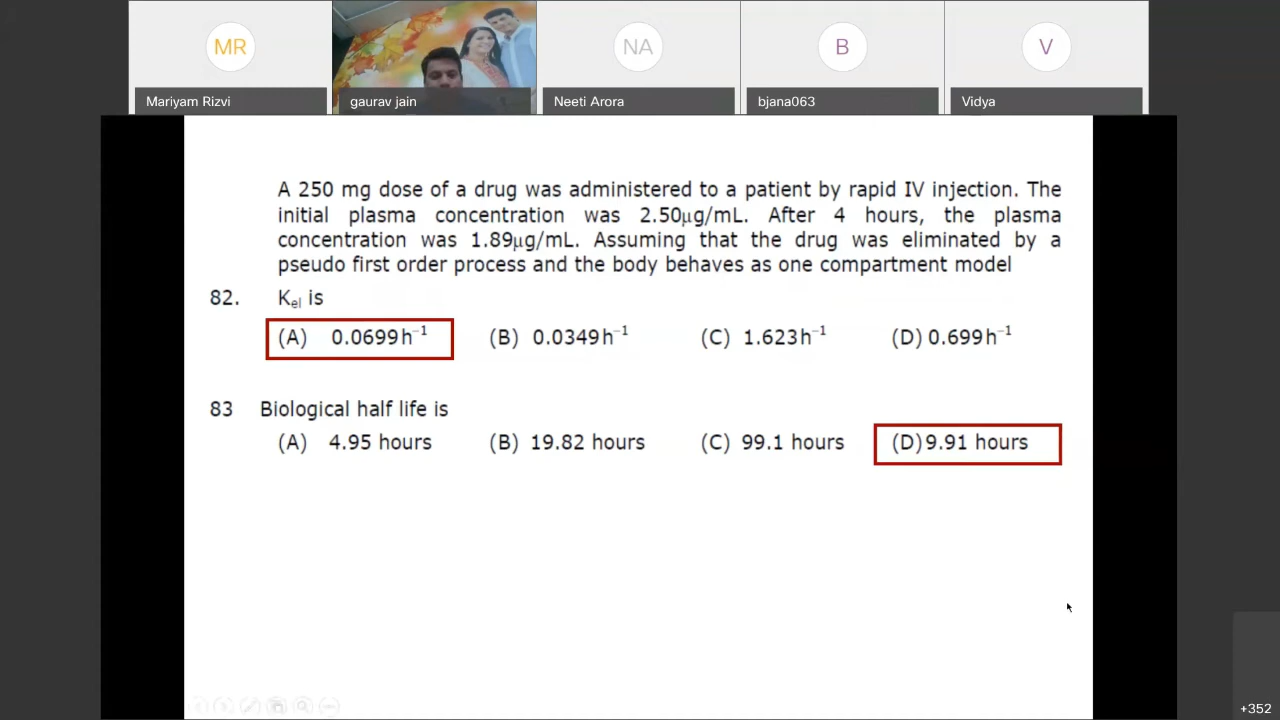 MR
NA
B
V
Mariyam Rizvi
gaurav jain
Neeti Arora
bjana063
Vidya
A 250 mg dose of a drug was administered to a patient by rapid IV injection. The
initial plasma concentration was 2.50μg/mL. After 4 hours, the plasma
concentration was 1.89μg/mL. Assuming that the drug was eliminated by a
pseudo first order process and the body behaves as one compartment model
82. Kel is
(A) 0.0699h⁻¹ (B) 0.0349h⁻¹ (C) 1.623h⁻¹ (D) 0.699h⁻¹
83 Biological half life is
(A) 4.95 hours (B) 19.82 hours (C) 99.1 hours (D) 9.91 hours
+352